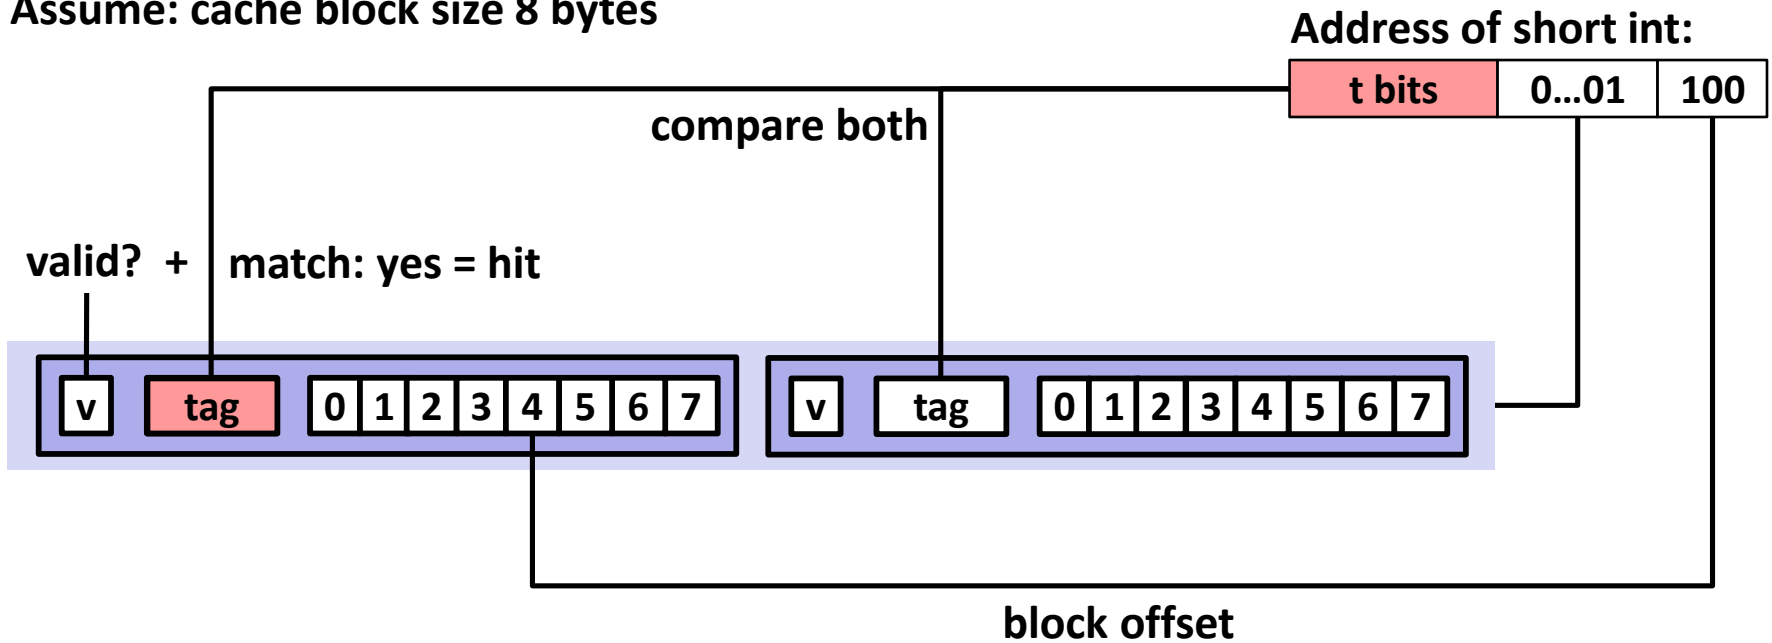 Assume: cache block size 8 bytes
Address of short int:
t bits 0...01 100
compare both
valid? + match: yes = hit
v tag 0 1 2 3 4 5 6 7 v tag 0 1 2 3 4 5 6 7
block offset